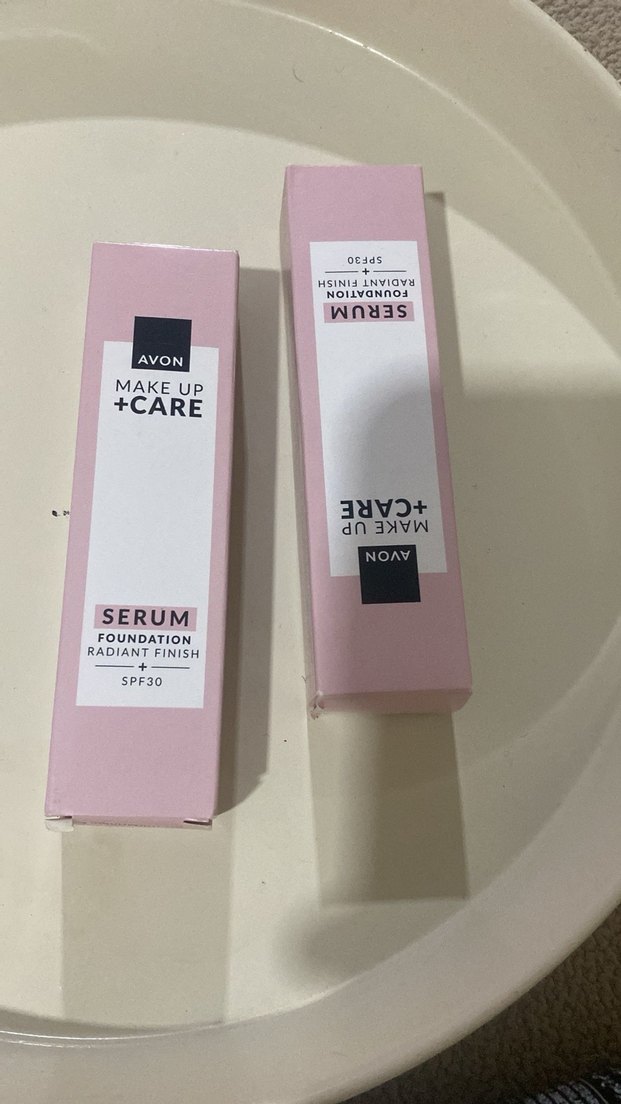 AVON
MAKE UP
+CARE
SERUM
FOUNDATION
RADIANT FINISH
+
SPF30
AVON
MAKE UP
+CARE
SERUM
FOUNDATION
RADIANT FINISH
+
SPF30